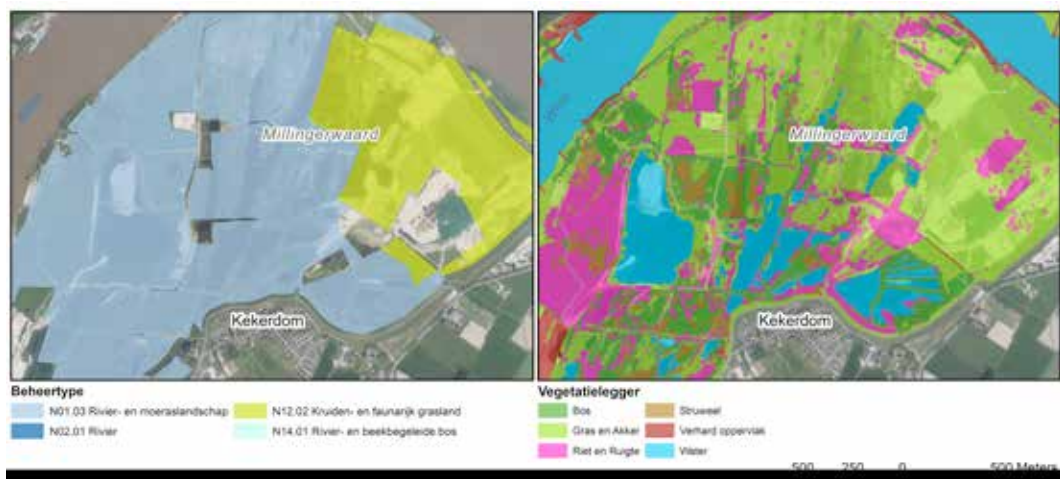 Millingerwaard
Kekerdom
Millingerwaard
Kekerdom
Beheertype
N01.03 Rivier- en moeraslandschap
N12.02 Kruiden- en faunarijk grasland
N02.01 Rivier
N14.01 Rivier- en beekbegeleide bos
Vegetatielegger
Bos
Struweel
Gras en Akker
Verhard oppervlak
Riet en Ruigte
Water
500 250 0 500 Meters